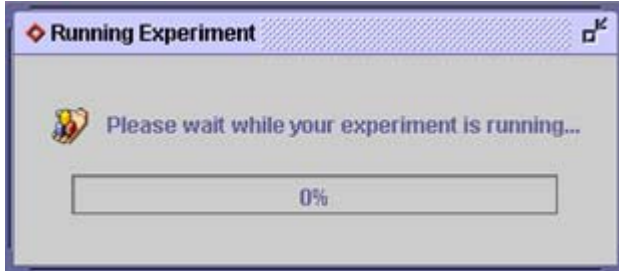 Running Experiment
Please wait while your experiment is running...
0%